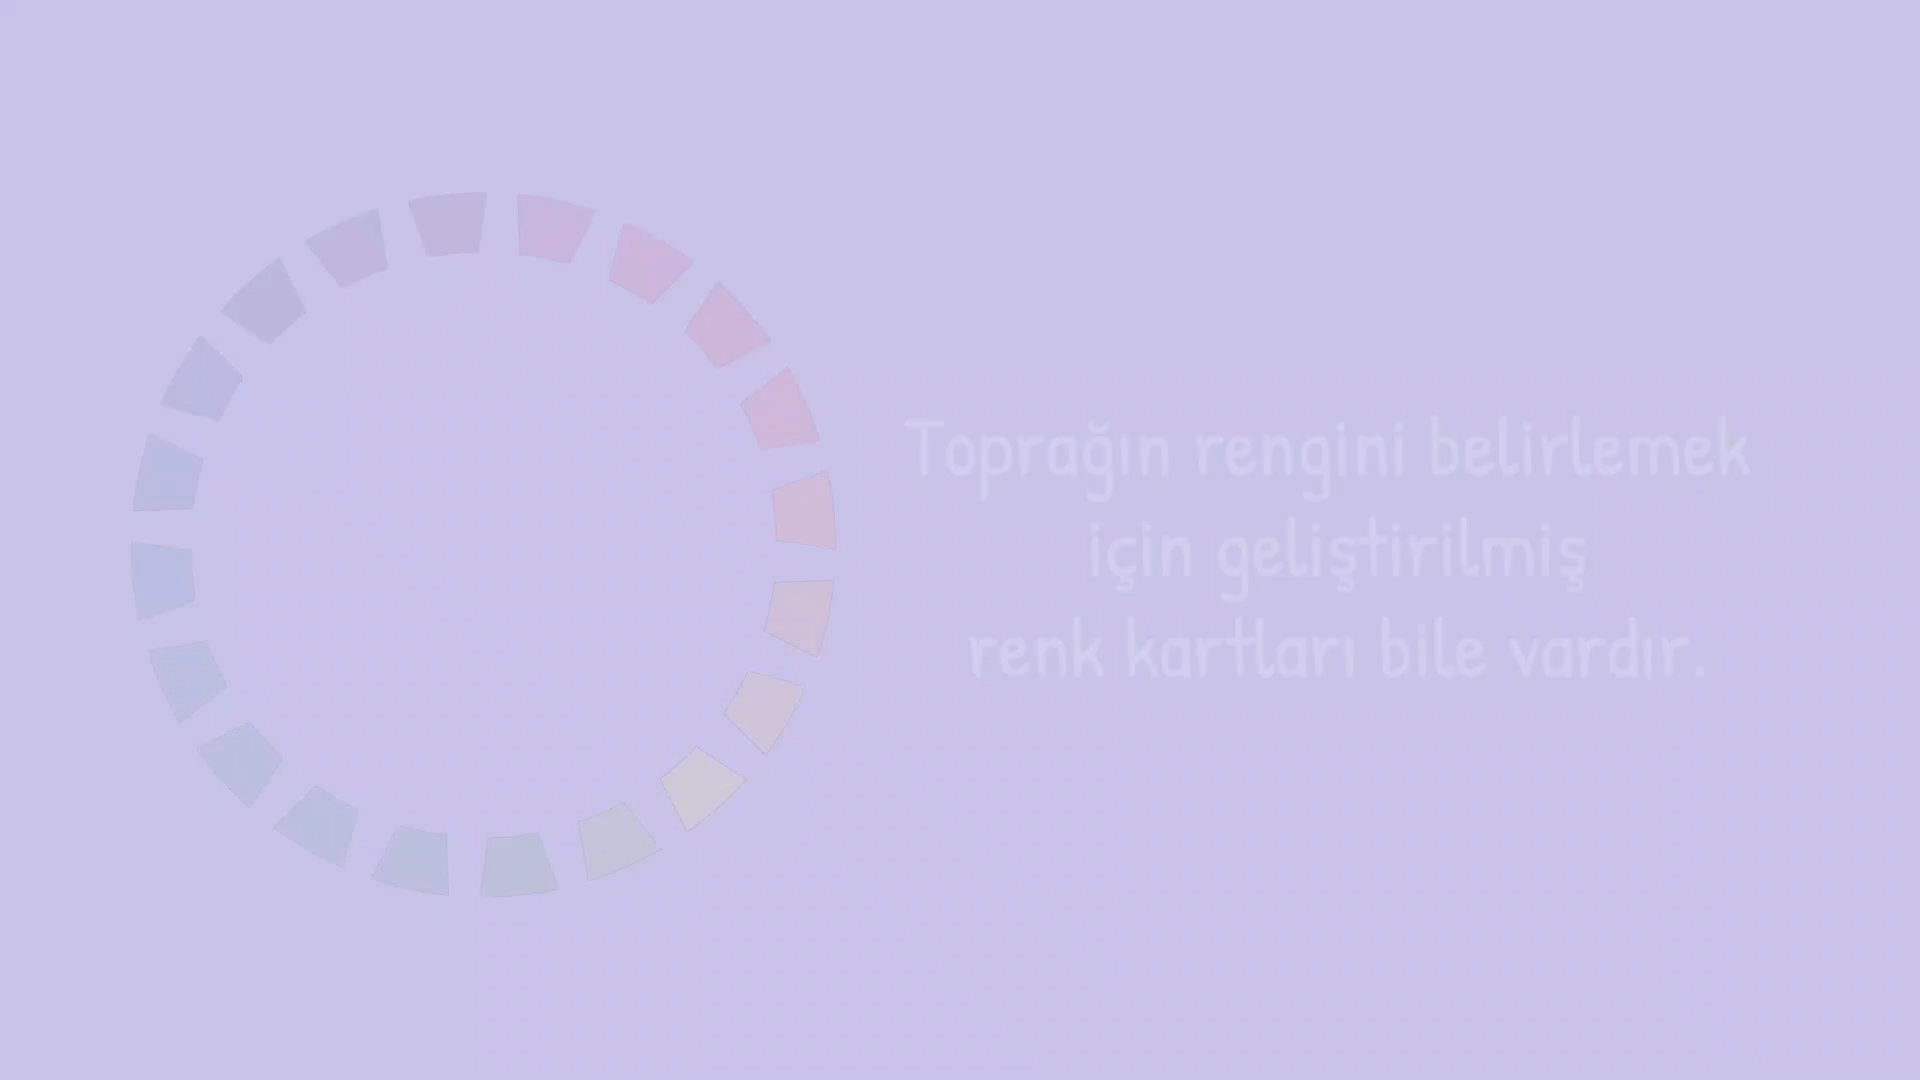 Toprağın rengini belirlemek
için geliştirilmiş
renk kartları bile vardır.